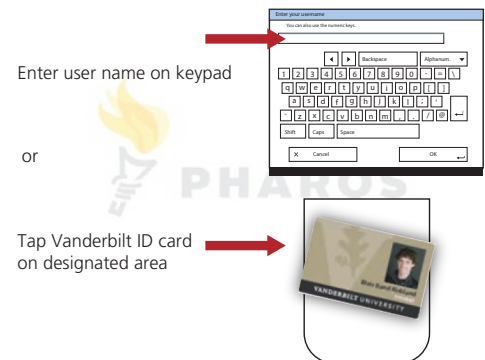 Enter your username
You can also use the numeric keys.
Backspace
Alphanum.
1 2 3 4 5 6 7 8 9 0 - = \
q w e r t y u i o p [ ]
Enter user name on keypad
a s d f g h j k l ; '
z x c v b n m , . / @
Shift Caps Space
or
X Cancel
OK
PHAROS
Tap Vanderbilt ID card
on designated area
VANDERBILT UNIVERSITY